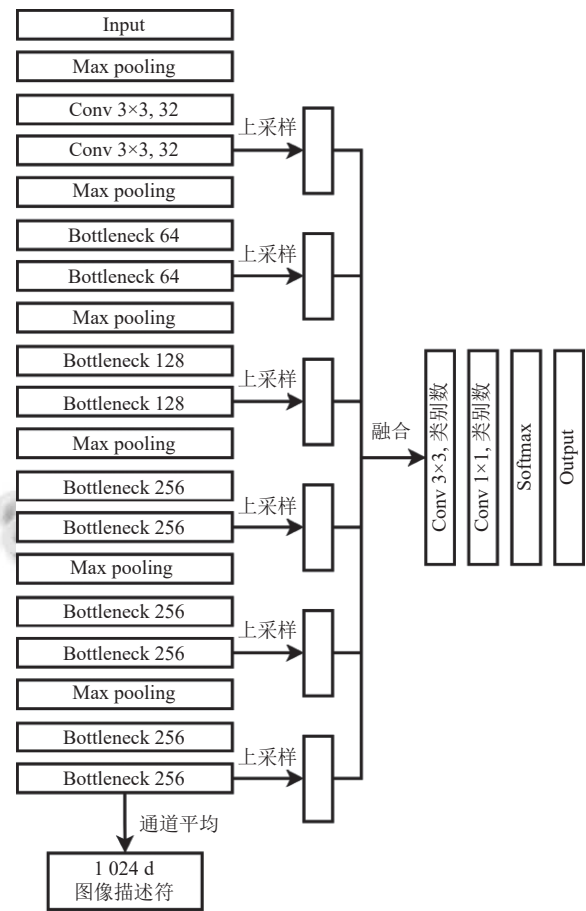 Input
Max pooling
Conv 3×3, 32
Conv 3×3, 32
上采样
Max pooling
Bottleneck 64
Bottleneck 64
上采样
Max pooling
Bottleneck 128
Bottleneck 128
上采样
Max pooling
Bottleneck 256
Bottleneck 256
上采样
Max pooling
Bottleneck 256
Bottleneck 256
上采样
Max pooling
Bottleneck 256
Bottleneck 256
上采样
通道平均
1 024 d
图像描述符
融合
Conv 3×3, 类别数
Conv 1×1, 类别数
Softmax
Output